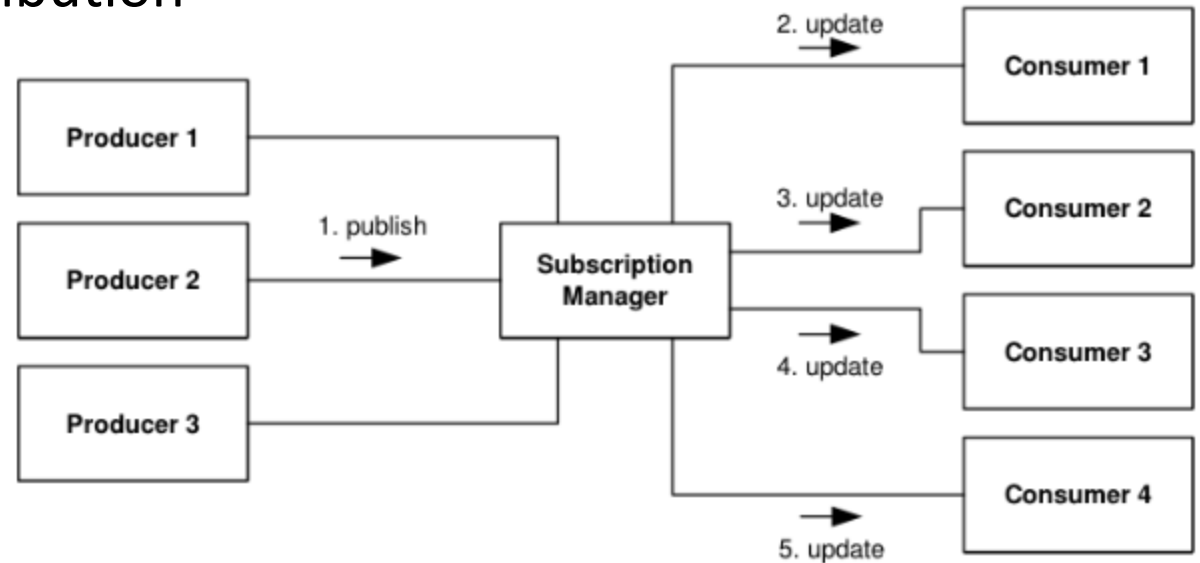 2. update
Consumer 1
Producer 1
3. update
Consumer 2
1. publish
Producer 2
Subscription
Manager
4. update
Consumer 3
Producer 3
Consumer 4
5. update